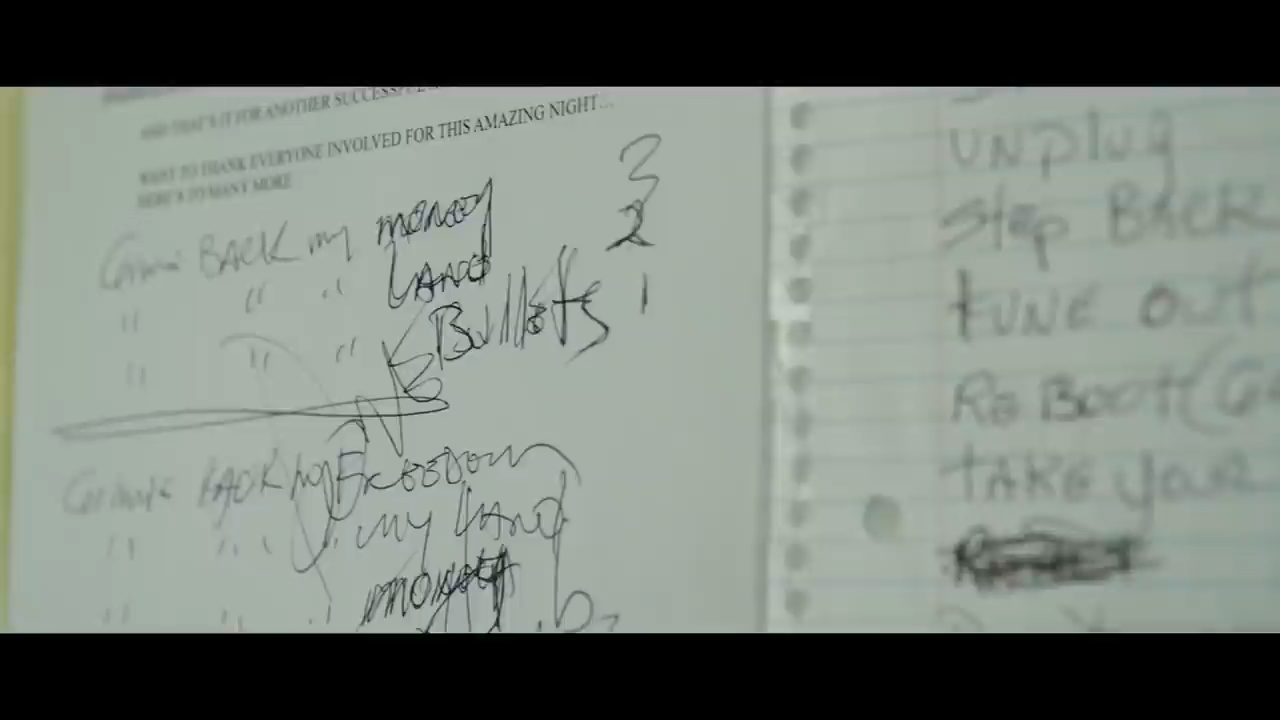 AND THAT'S IT FOR ANOTHER
WANT TO THANK EVERYONE INVOLVED FOR THIS AMAZING NIGHT...
HERE'S TO MANY MORE
Gimme BACK my money 3
" " " LAND 2
" " " Bullets 1
Gimme BACK my FREEDOM
" " " my LAND
" " " money
UNplug
Step BACK
tUNE OUt
ReBOOt (
tAKE your